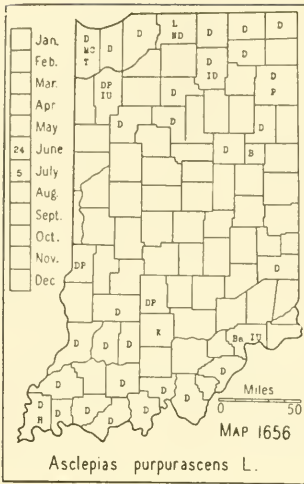 Jan.
Feb.
Mar.
Apr
May
24 June
5 July
Aug.
Sept.
Oct.
Nov.
Dec
D D D L D D D
MC ND
T D D
DP ID
IU D D
P
D D D
D B
DP D
D DP
D D D K
Ba IU
D D D
D D D D D
R D
Miles
0 50
MAP 1656
Asclepias purpurascens L.